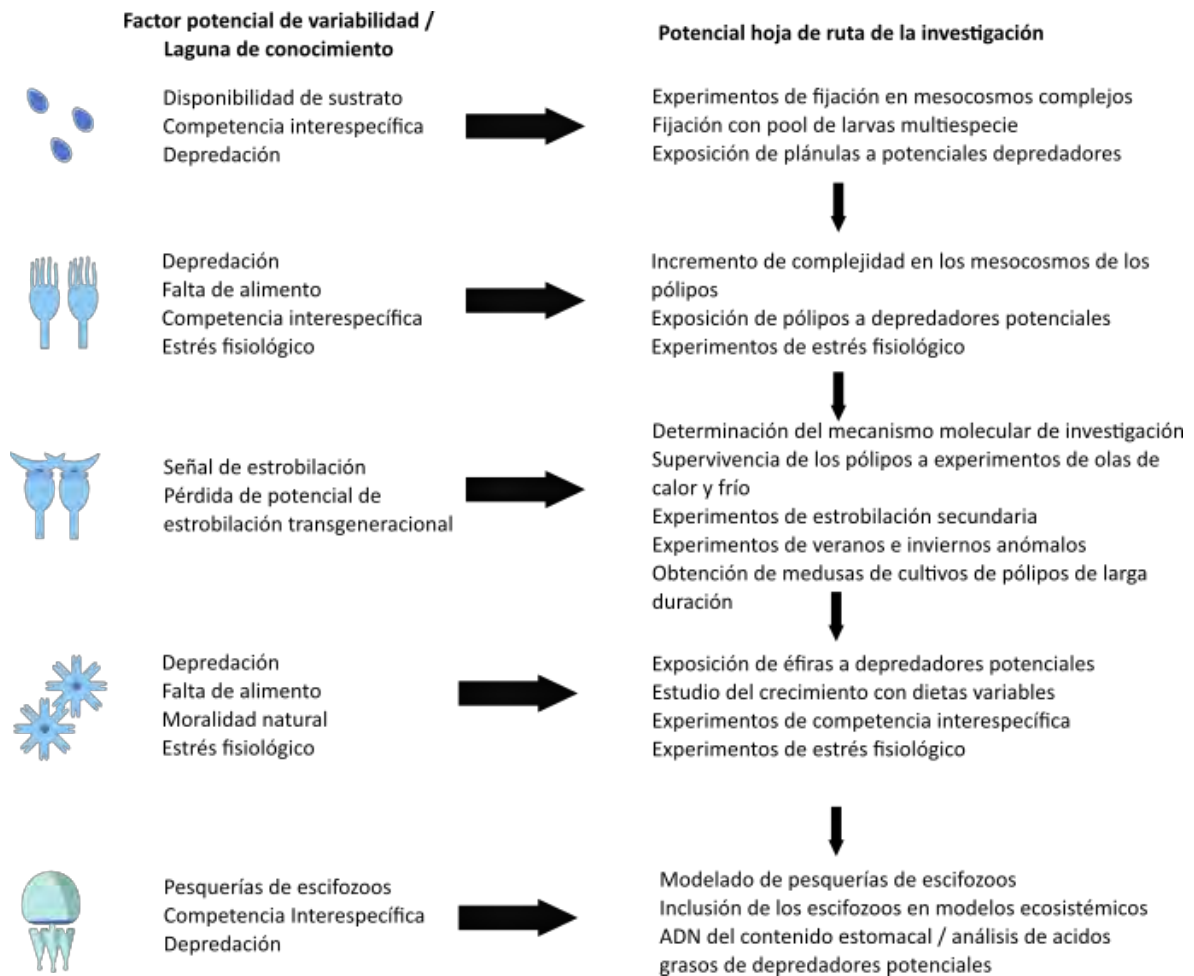 Factor potencial de variabilidad /
Laguna de conocimiento
Potencial hoja de ruta de la investigación
Disponibilidad de sustrato
Competencia interespecífica
Depredación
Experimentos de fijación en mesocosmos complejos
Fijación con pool de larvas multiespecie
Exposición de plánulas a potenciales depredadores
Depredación
Falta de alimento
Competencia interespecífica
Estrés fisiológico
Incremento de complejidad en los mesocosmos de los
pólipos
Exposición de pólipos a depredadores potenciales
Experimentos de estrés fisiológico
Señal de estrobilación
Pérdida de potencial de
estrobilación transgeneracional
Determinación del mecanismo molecular de investigación
Supervivencia de los pólipos a experimentos de olas de
calor y frío
Experimentos de estrobilación secundaria
Experimentos de veranos e inviernos anómalos
Obtención de medusas de cultivos de pólipos de larga
duración
Depredación
Falta de alimento
Moralidad natural
Estrés fisiológico
Exposición de éfiras a depredadores potenciales
Estudio del crecimiento con dietas variables
Experimentos de competencia interespecífica
Experimentos de estrés fisiológico
Pesquerías de escifozoos
Competencia Interespecífica
Depredación
Modelado de pesquerías de escifozoos
Inclusión de los escifozoos en modelos ecosistémicos
ADN del contenido estomacal / análisis de acidos
grasos de depredadores potenciales